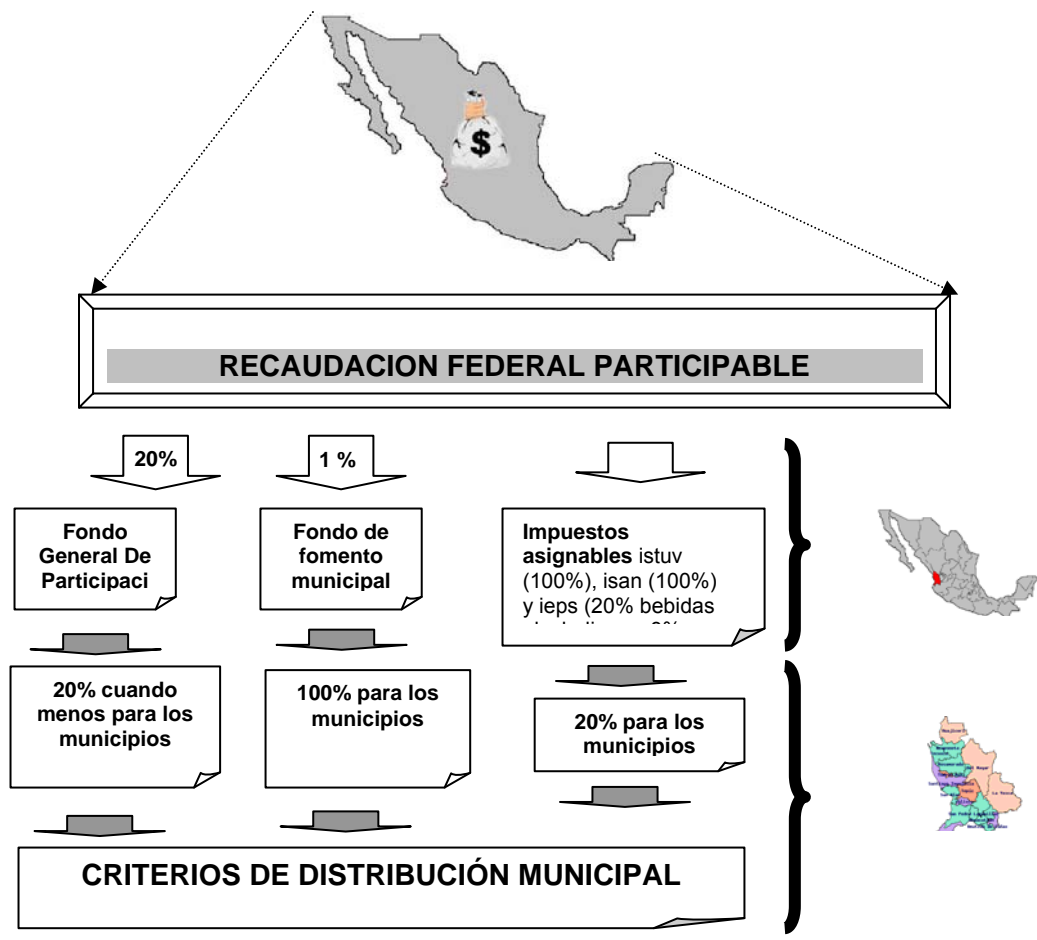 $
RECAUDACION FEDERAL PARTICIPABLE
20%
1 %
Fondo
General De
Participaci
Fondo de
fomento
municipal
Impuestos
asignables istuv
(100%), isan (100%)
y ieps (20% bebidas
20% cuando
menos para los
municipios
100% para los
municipios
20% para los
municipios
CRITERIOS DE DISTRIBUCIÓN MUNICIPAL